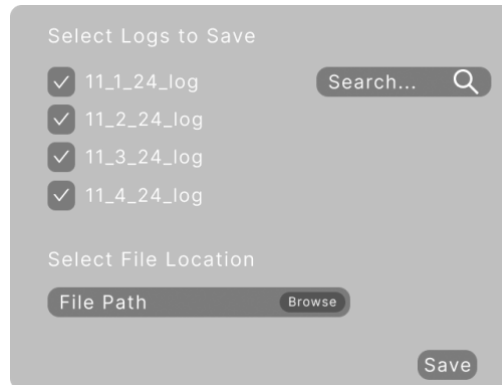 Select Logs to Save
11_1_24_log
Search...
11_2_24_log
11_3_24_log
11_4_24_log
Select File Location
File Path
Browse
Save